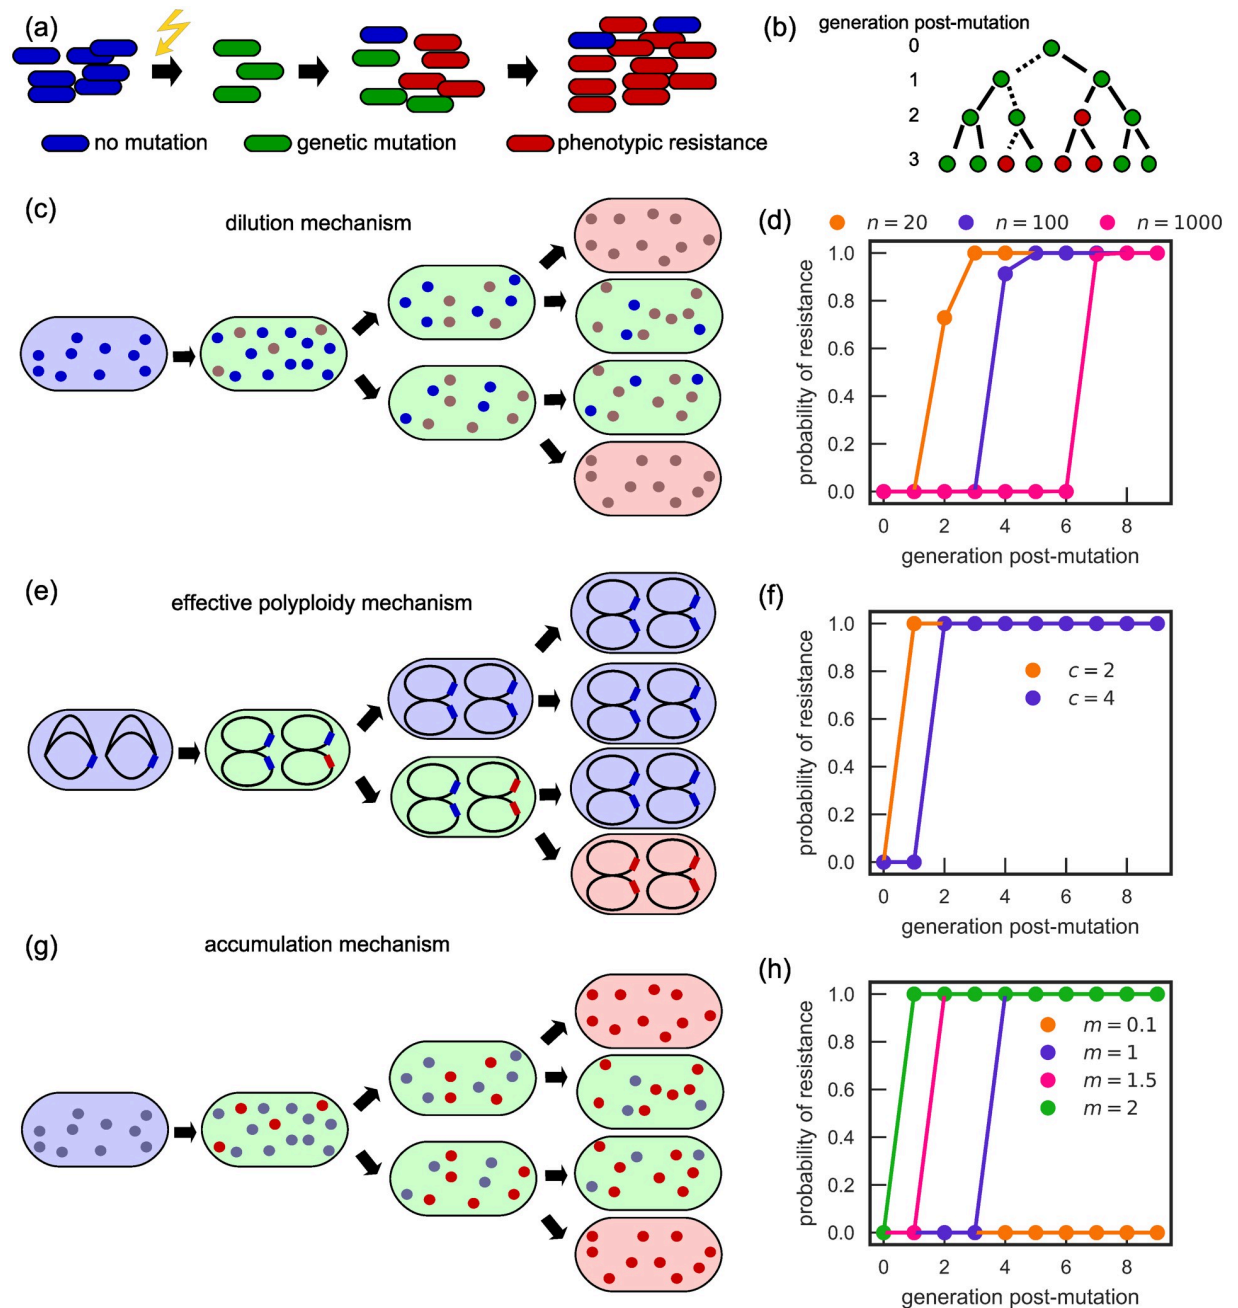 (a)
no mutation
genetic mutation
phenotypic resistance
(b)
generation post-mutation
0
1
2
3
(c)
dilution mechanism
(d)
n = 20
n = 100
n = 1000
probability of resistance
1.0
0.8
0.6
0.4
0.2
0.0
0 2 4 6 8
generation post-mutation
(e)
effective polyploidy mechanism
(f)
probability of resistance
1.0
0.8
0.6
0.4
0.2
0.0
c = 2
c = 4
0 2 4 6 8
generation post-mutation
(g)
accumulation mechanism
(h)
probability of resistance
1.0
0.8
0.6
0.4
0.2
0.0
m = 0.1
m = 1
m = 1.5
m = 2
0 2 4 6 8
generation post-mutation